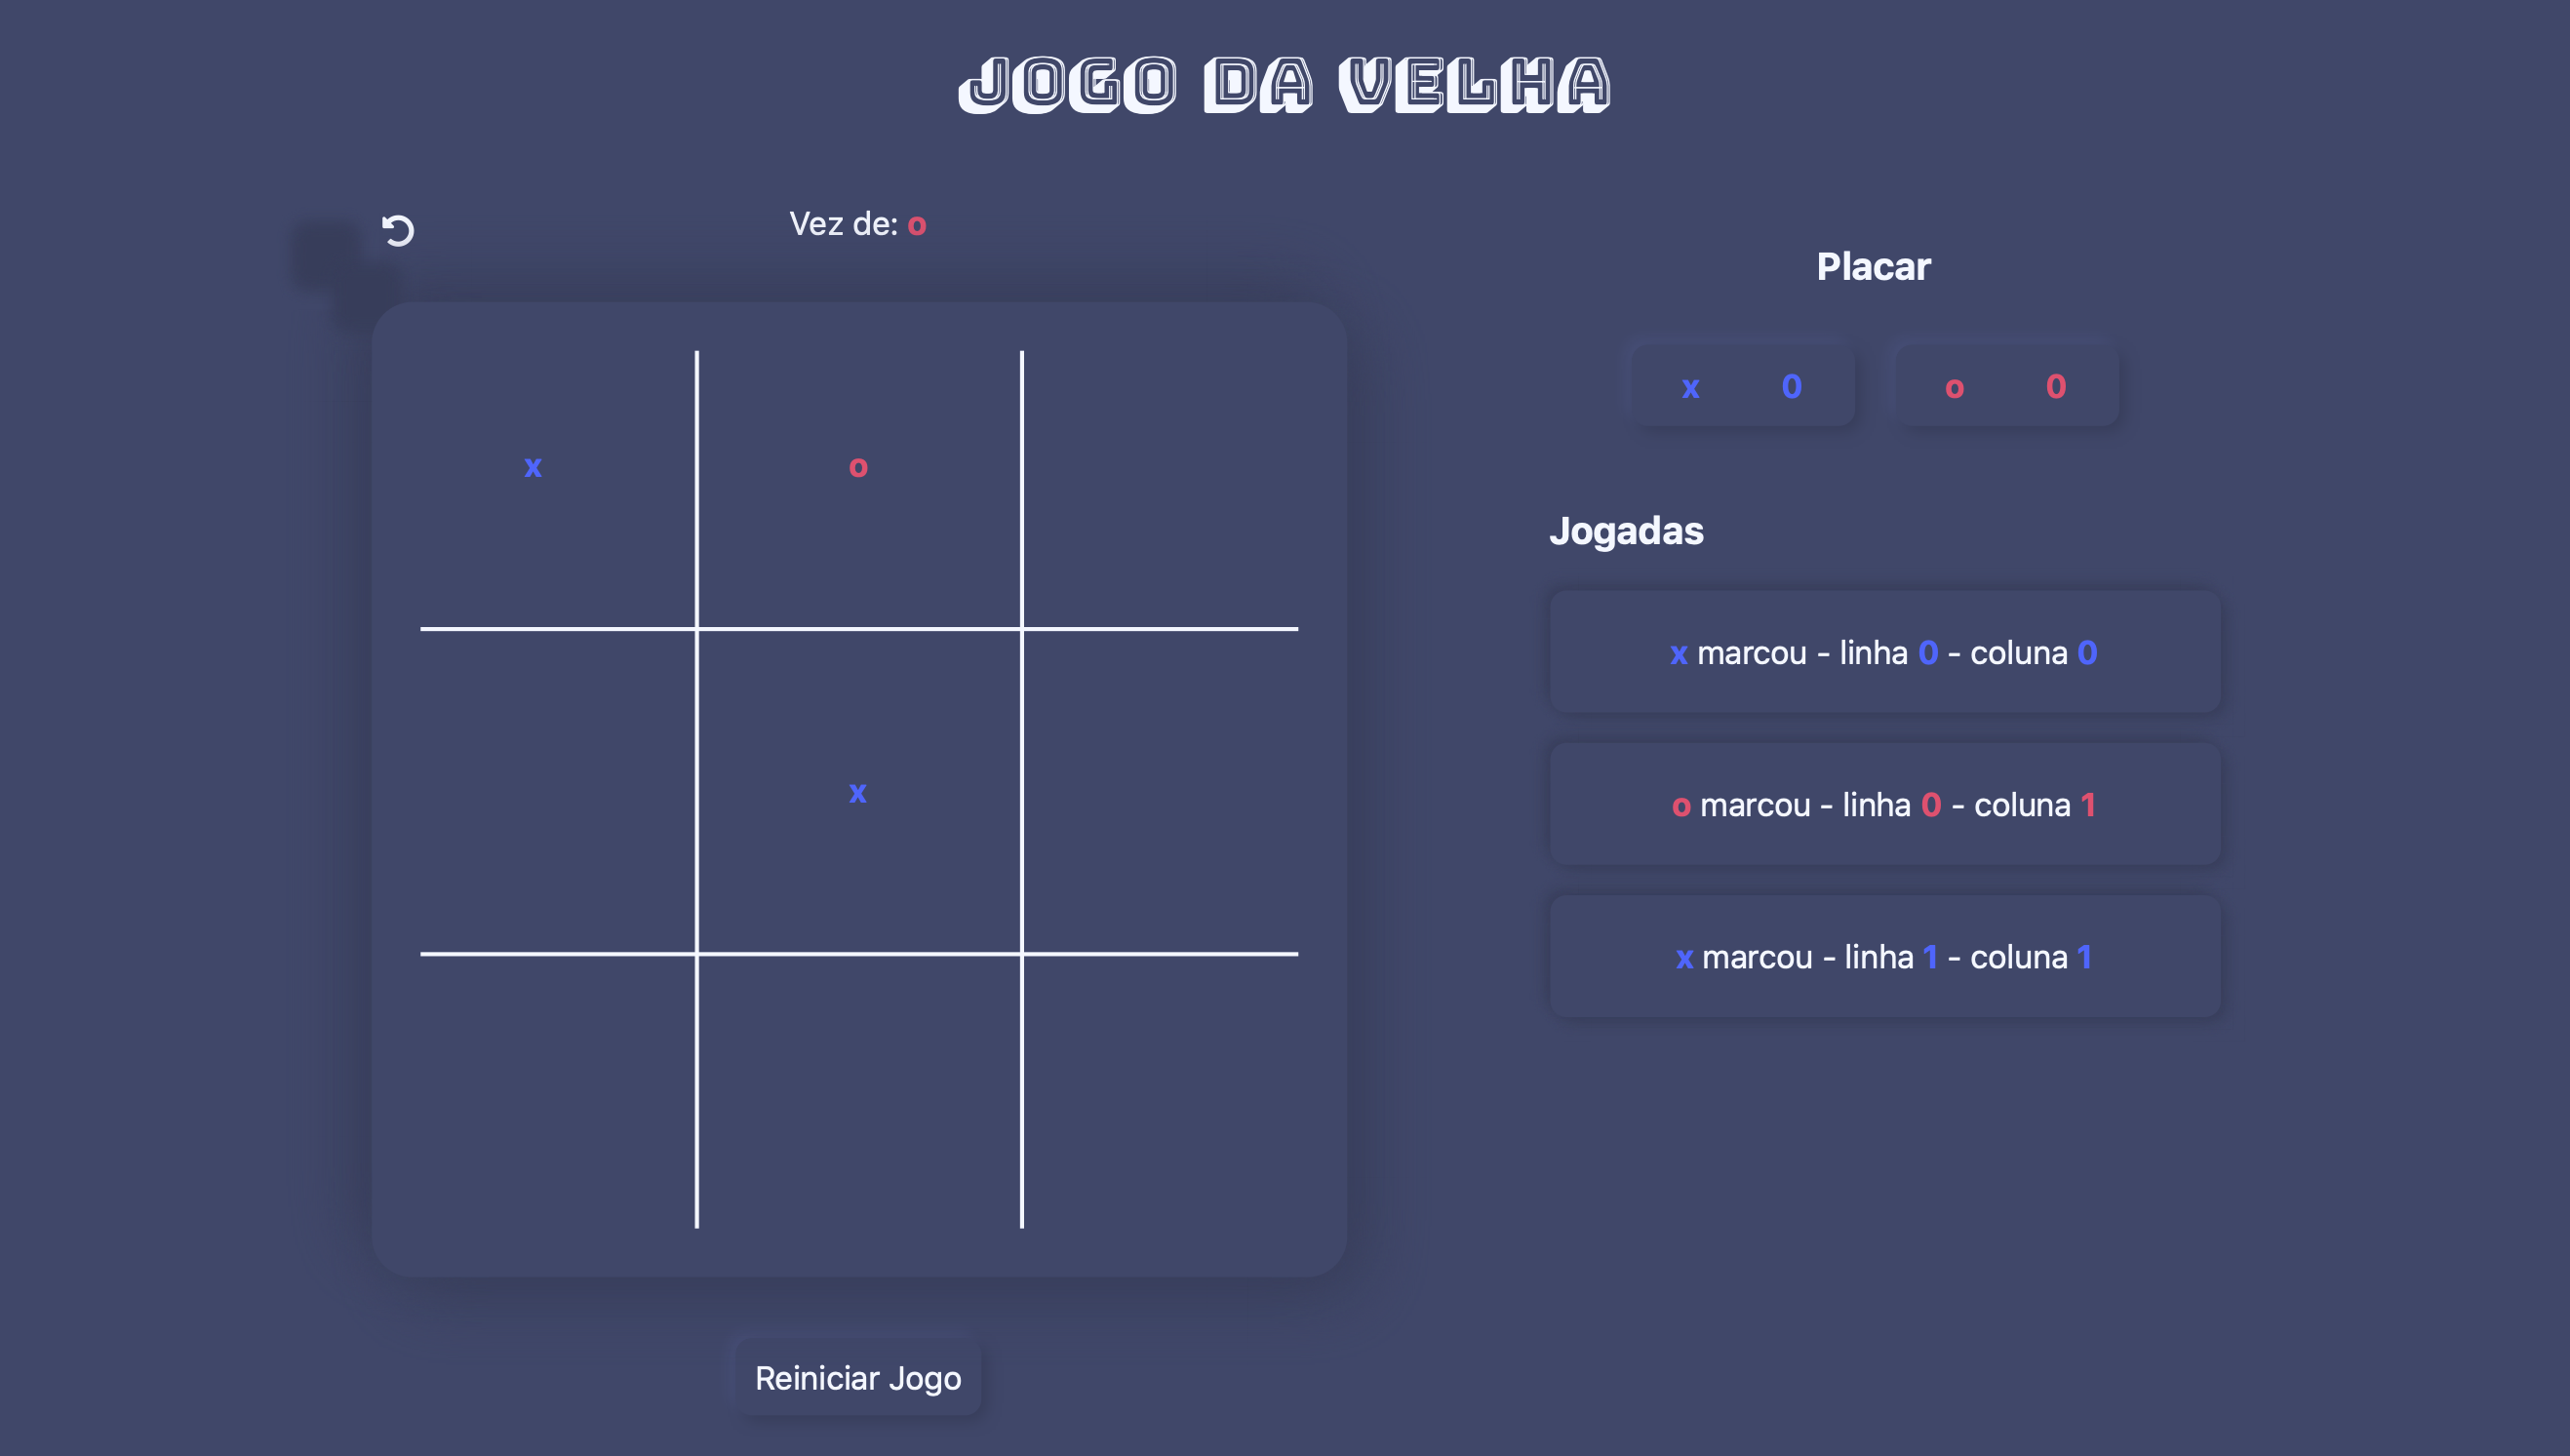 JOGO DA VELHA
Vez de: o
x
o
x
Reiniciar Jogo
Placar
x 0
o 0
Jogadas
x marcou - linha 0 - coluna 0
o marcou - linha 0 - coluna 1
x marcou - linha 1 - coluna 1